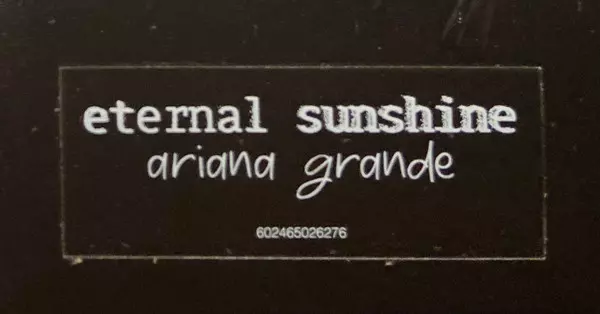 eternal sunshine
ariana grande
602465026276